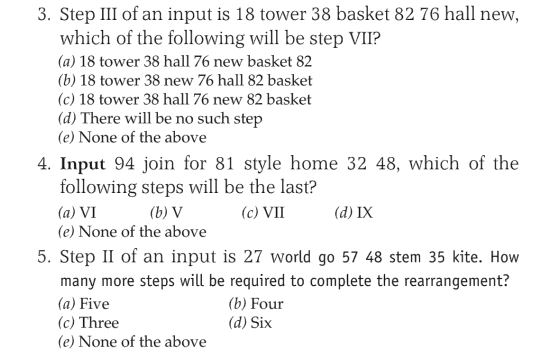 3. Step III of an input is 18 tower 38 basket 82 76 hall new,
which of the following will be step VII?
(a) 18 tower 38 hall 76 new basket 82
(b) 18 tower 38 new 76 hall 82 basket
(c) 18 tower 38 hall 76 new 82 basket
(d) There will be no such step
(e) None of the above
4. Input 94 join for 81 style home 32 48, which of the
following steps will be the last?
(a) VI (b) V (c) VII (d) IX
(e) None of the above
5. Step II of an input is 27 world go 57 48 stem 35 kite. How
many more steps will be required to complete the rearrangement?
(a) Five (b) Four
(c) Three (d) Six
(e) None of the above